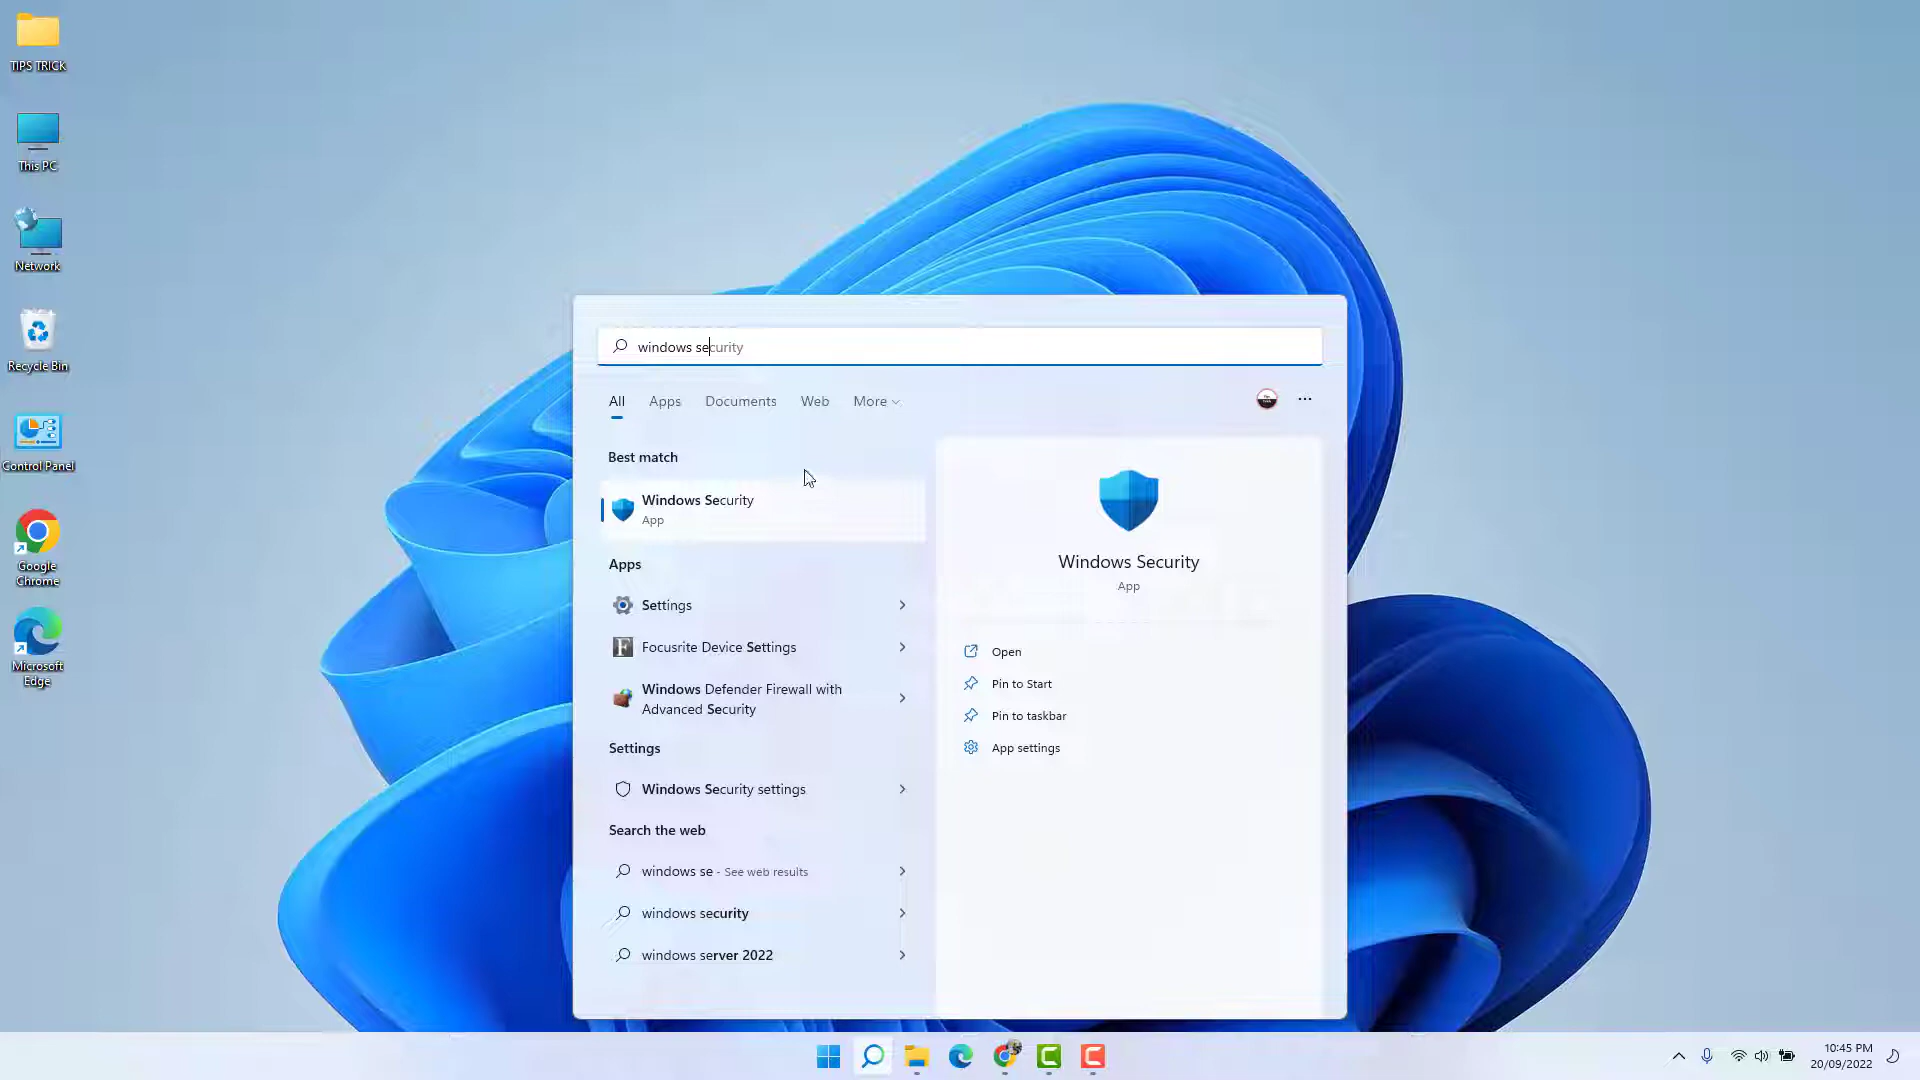 TIPS TRICK
This PC
Network
Recycle Bin
Control Panel
Google
Chrome
Microsoft
Edge
windows security
All Apps Documents Web More
Best match
Windows Security
App
Apps
Settings
Focusrite Device Settings
Windows Defender Firewall with
Advanced Security
Settings
Windows Security settings
Search the web
windows se - See web results
windows security
windows server 2022
Windows Security
App
Open
Pin to Start
Pin to taskbar
App settings
10:45 PM
20/09/2022